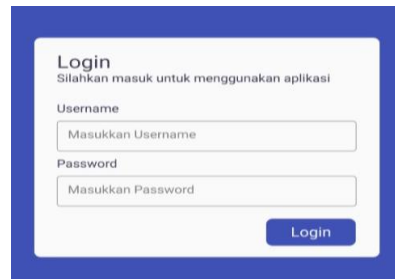 Login
Silahkan masuk untuk menggunakan aplikasi
Username
Masukkan Username
Password
Masukkan Password
Login